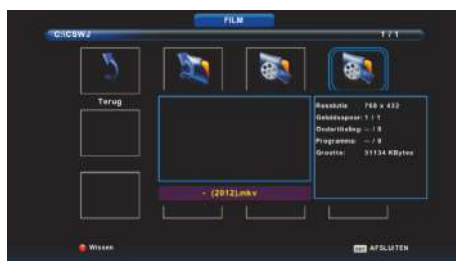 FILM
C:\CSWJ 1 / 1
Terug
Resolutie 768 x 432
Geluidsspoor: 1 / 1
Ondertiteling: -- / 0
Programma: -- / 0
Grootte: 31134 KBytes
- (2012).mkv
Wissen
AFSLUITEN